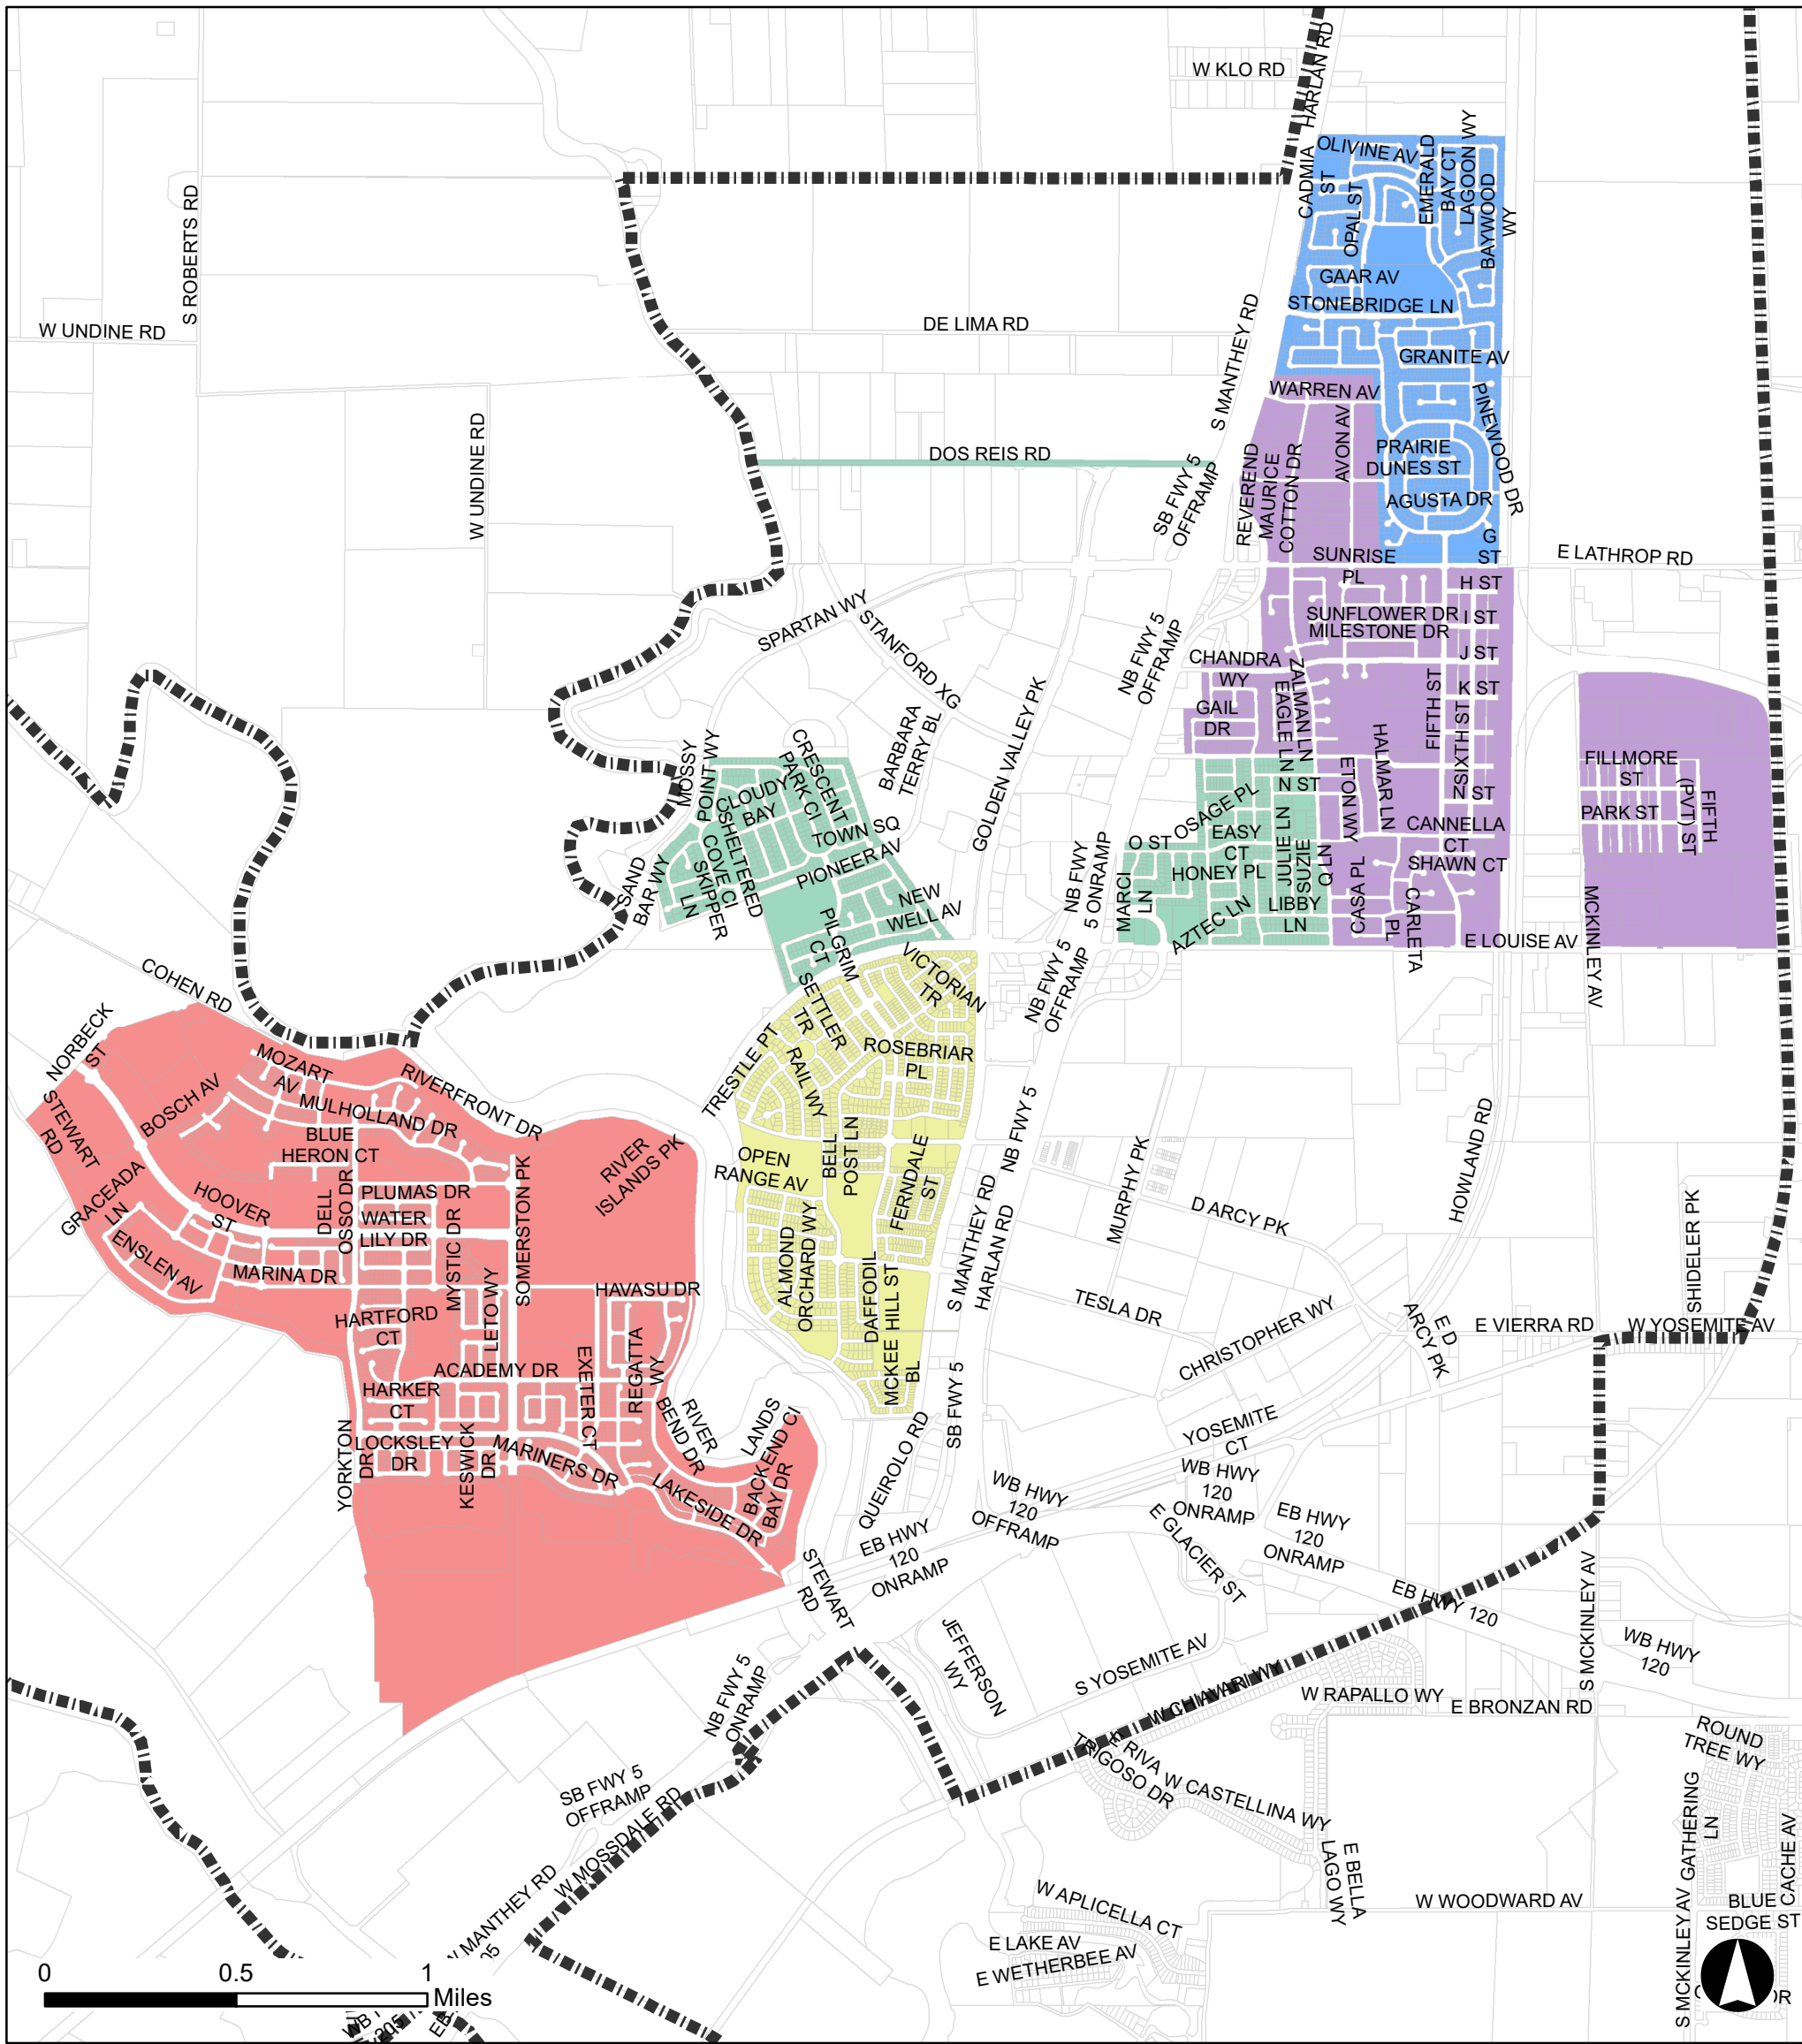 W KLO RD
HARLAN RD
S ROBERTS RD
W UNDINE RD
W UNDINE RD
DE LIMA RD
DOS REIS RD
S MANTHEY RD
CADMIA
ST
OLIVINE AV
OPAL ST
EMERALD
BAY CT
LAGOON WY
BAYWOOD
WY
GAAR AV
STONEBRIDGE LN
GRANITE AV
WARREN AV
PINEWOOD DR
AVON AV
PRAIRIE
DUNES ST
AGUSTA DR
REVEREND
MAURICE
COTTON DR
SB FWY 5
OFFRAMP
G
ST
SUNRISE
PL
E LATHROP RD
H ST
SUNFLOWER DR
I ST
MILESTONE DR
J ST
K ST
CHANDRA
WY
ZALMAN LN
EAGLE LN
GAIL
DR
FIFTH ST
SIXTH ST
HALMAR LN
ETON WY
N ST
N ST
NB FWY 5
OFFRAMP
SPARTAN WY
STANFORD XG
GOLDEN VALLEY PK
BARBARA
TERRY BL
MOSSY
POINT WY
CRESCENT
PARK CI
CLOUDY
BAY
TOWN SQ
PIONEER AV
SHELTERED
COVE CI
SKIPPER
LN
SAND
BAR WY
NEW
WELL AV
PILGRIM
CT
OSAGE PL
O ST
EASY
CT
HONEY PL
JULIE LN
SUZIE
Q LN
MARCI
LN
AZTEC LN
LIBBY
LN
CASA PL
CANNELLA
CT
SHAWN CT
CARLETA
PL
E LOUISE AV
FILLMORE
ST
PARK ST
FIFTH
(PVT) ST
MCKINLEY AV
NB FWY
5 ONRAMP
NB FWY 5
OFFRAMP
COHEN RD
NORBECK
ST
STEWART
RD
BOSCH AV
MOZART
AV
MULHOLLAND DR
RIVERFRONT DR
BLUE
HERON CT
GRACEADA
LN
HOOVER
ST
DELL
OSSO DR
PLUMAS DR
WATER
LILY DR
ENSLEN AV
MARINA DR
MYSTIC DR
LETO WY
SOMERSTON PK
RIVER
ISLANDS PK
HAVASU DR
HARTFORD
CT
ACADEMY DR
HARKER
CT
EXETER CT
REGATTA
WY
RIVER
BEND DR
YORKTON
DR
LOCKSLEY
DR
KESWICK
DR
MARINERS DR
LAKESIDE DR
LANDS
END CI
BACK
BAY DR
VICTORIAN
TR
SETTLER
TR
TRESTLE PT
RAIL WY
ROSEBRIAR
PL
BELL
POST LN
OPEN
RANGE AV
FERNDALE
ST
ALMOND
ORCHARD WY
DAFFODIL
HILL ST
MCKEE
BL
S MANTHEY RD
HARLAN RD
NB FWY 5
SB FWY 5
QUEIROLO RD
MURPHY PK
D ARCY PK
HOWLAND RD
SHIDELER PK
TESLA DR
CHRISTOPHER WY
E D
ARCY PK
E VIERRA RD
W YOSEMITE AV
YOSEMITE
CT
WB HWY
120
ONRAMP
WB HWY
120
OFFRAMP
EB HWY
120
ONRAMP
EB HWY
120
ONRAMP
E GLACIER ST
EB HWY 120
WB HWY
120
S MCKINLEY AV
STEWART
RD
JEFFERSON
WY
S YOSEMITE AV
W CHIAVARI WY
W RAPALLO WY
E BRONZAN RD
NB FWY 5
ONRAMP
SB FWY 5
OFFRAMP
W MOSSDALE RD
W MANTHEY RD
E RIVA
TRIGOSO DR
W CASTELLINA WY
E BELLA
LAGO WY
ROUND
TREE WY
GATHERING
LN
CACHE AV
W WOODWARD AV
BLUE
SEDGE ST
S MCKINLEY AV
W APLICELLA CT
E LAKE AV
E WETHERBEE AV
0 0.5 1
Miles
205